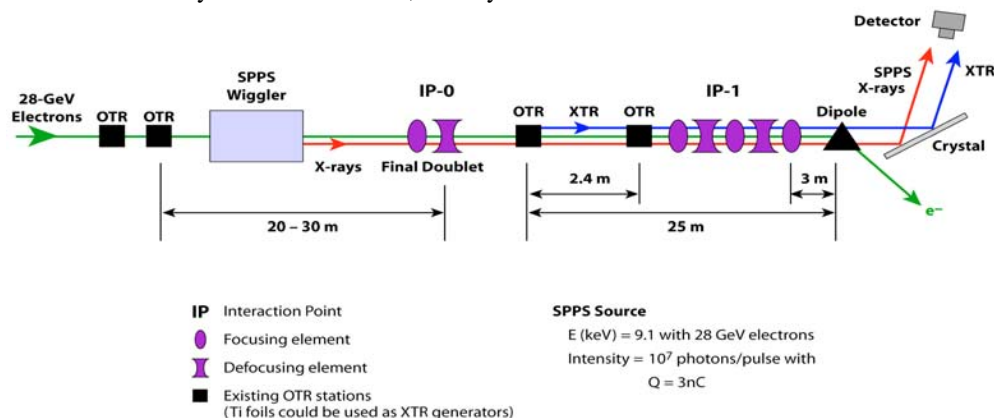 Detector
SPPS
X-rays
XTR
SPPS
Wiggler
IP-0
IP-1
28-GeV
Electrons
OTR
OTR
OTR
XTR
OTR
Dipole
Crystal
X-rays
Final Doublet
2.4 m
3 m
e⁻
20 – 30 m
25 m
IP Interaction Point
Focusing element
Defocusing element
Existing OTR stations
(Ti foils could be used as XTR generators)
SPPS Source
E (keV) = 9.1 with 28 GeV electrons
Intensity = 10⁷ photons/pulse with
Q = 3nC